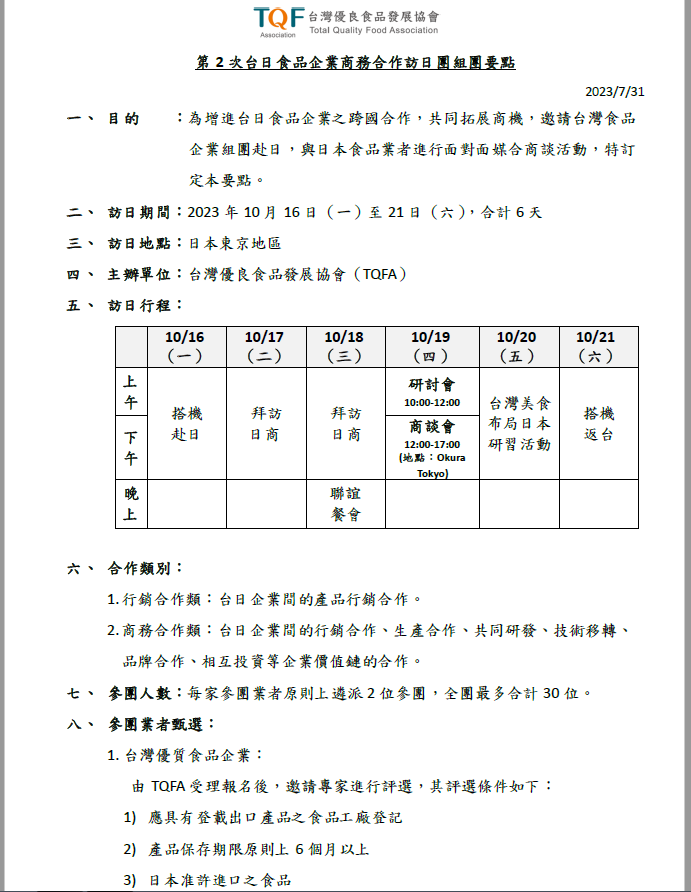 TQF 台灣優良食品發展協會
Association Total Quality Food Association
第 2 次台日食品企業商務合作訪日團組團要點
2023/7/31
一、 目的 ：為增進台日食品企業之跨國合作，共同拓展商機，邀請台灣食品
企業組團赴日，與日本食品業者進行面對面媒合商談活動，特訂
定本要點。
二、 訪日期間：2023 年 10 月 16 日（一）至 21 日（六），合計 6 天
三、 訪日地點：日本東京地區
四、 主辦單位：台灣優良食品發展協會（TQFA）
五、 訪日行程：
10/16 10/17 10/18 10/19 10/20 10/21
（一） （二） （三） （四） （五） （六）
上午
下午
搭機
赴日
拜訪
日商
拜訪
日商
研討會
10:00-12:00
商談會
12:00-17:00
(地點：Okura
Tokyo)
台灣美食
布局日本
研習活動
搭機
返台
晚上
聯誼
餐會
六、 合作類別：
1.行銷合作類：台日企業間的產品行銷合作。
2.商務合作類：台日企業間的行銷合作、生產合作、共同研發、技術移轉、
品牌合作、相互投資等企業價值鏈的合作。
七、 參團人數：每家參團業者原則上遴派 2 位參團，全團最多合計 30 位。
八、 參團業者甄選：
1. 台灣優質食品企業：
由 TQFA 受理報名後，邀請專家進行評選，其評選條件如下：
1) 應具有登載出口產品之食品工廠登記
2) 產品保存期限原則上 6 個月以上
3) 日本准許進口之食品